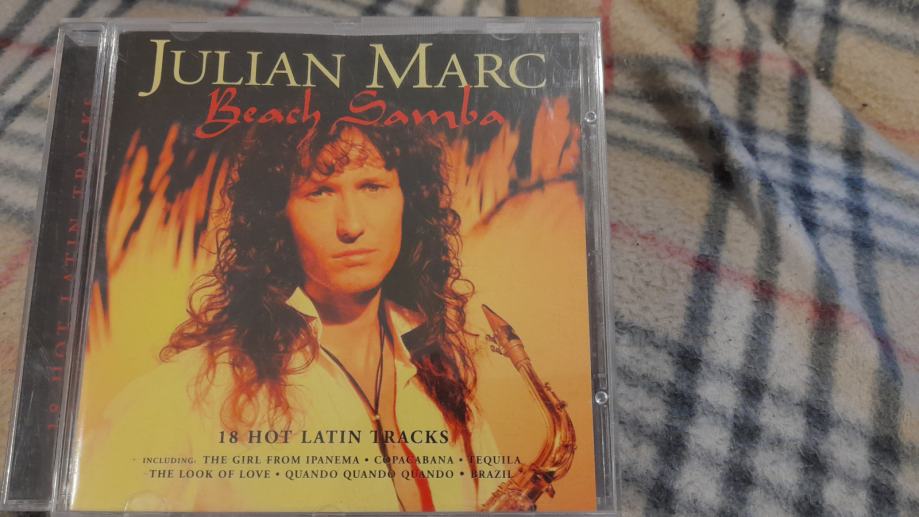 JULIAN MARC
Beach Samba
18 HOT LATIN TRACKS
18 HOT LATIN TRACKS
INCLUDING: THE GIRL FROM IPANEMA • COPACABANA • TEQUILA
THE LOOK OF LOVE • QUANDO QUANDO QUANDO • BRAZIL